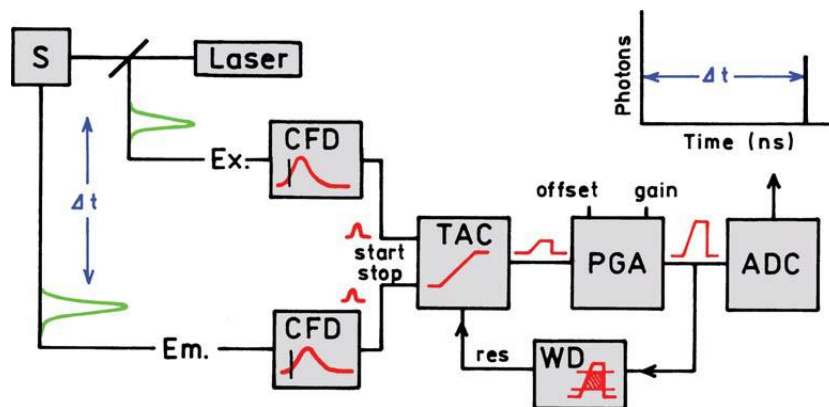 S
Laser
Δt
Ex.
CFD
start
stop
Em.
CFD
TAC
offset
gain
PGA
ADC
res
WD
Photons
Δt
Time (ns)